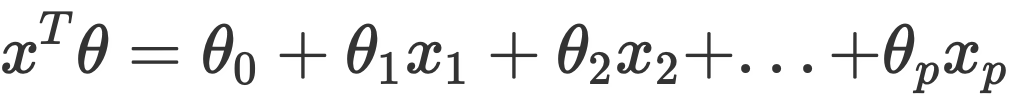 x^T θ = θ_0 + θ_1 x_1 + θ_2 x_2 + . . . + θ_p x_p